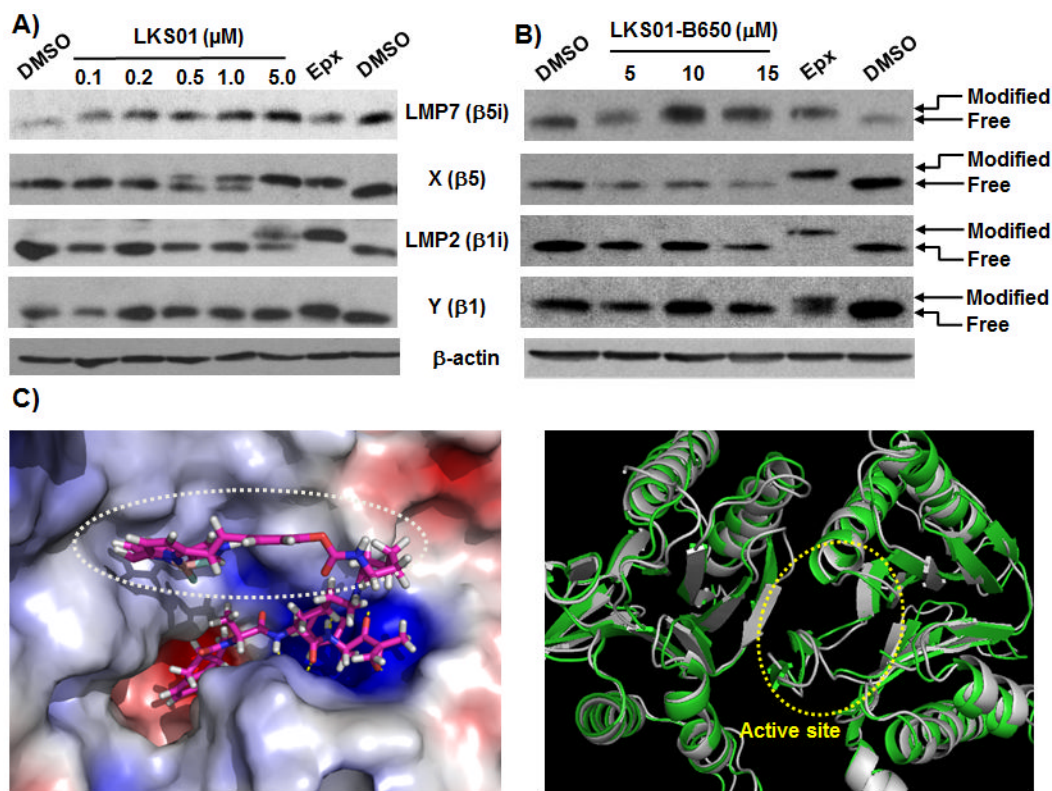 A)
LKS01 (μM)
DMSO
0.1 0.2 0.5 1.0 5.0
Epx
DMSO
LMP7 (β5i)
X (β5)
LMP2 (β1i)
Y (β1)
β-actin
B)
LKS01-B650 (μM)
DMSO
5 10 15
Epx
DMSO
Modified
Free
Modified
Free
Modified
Free
Modified
Free
C)
Active site